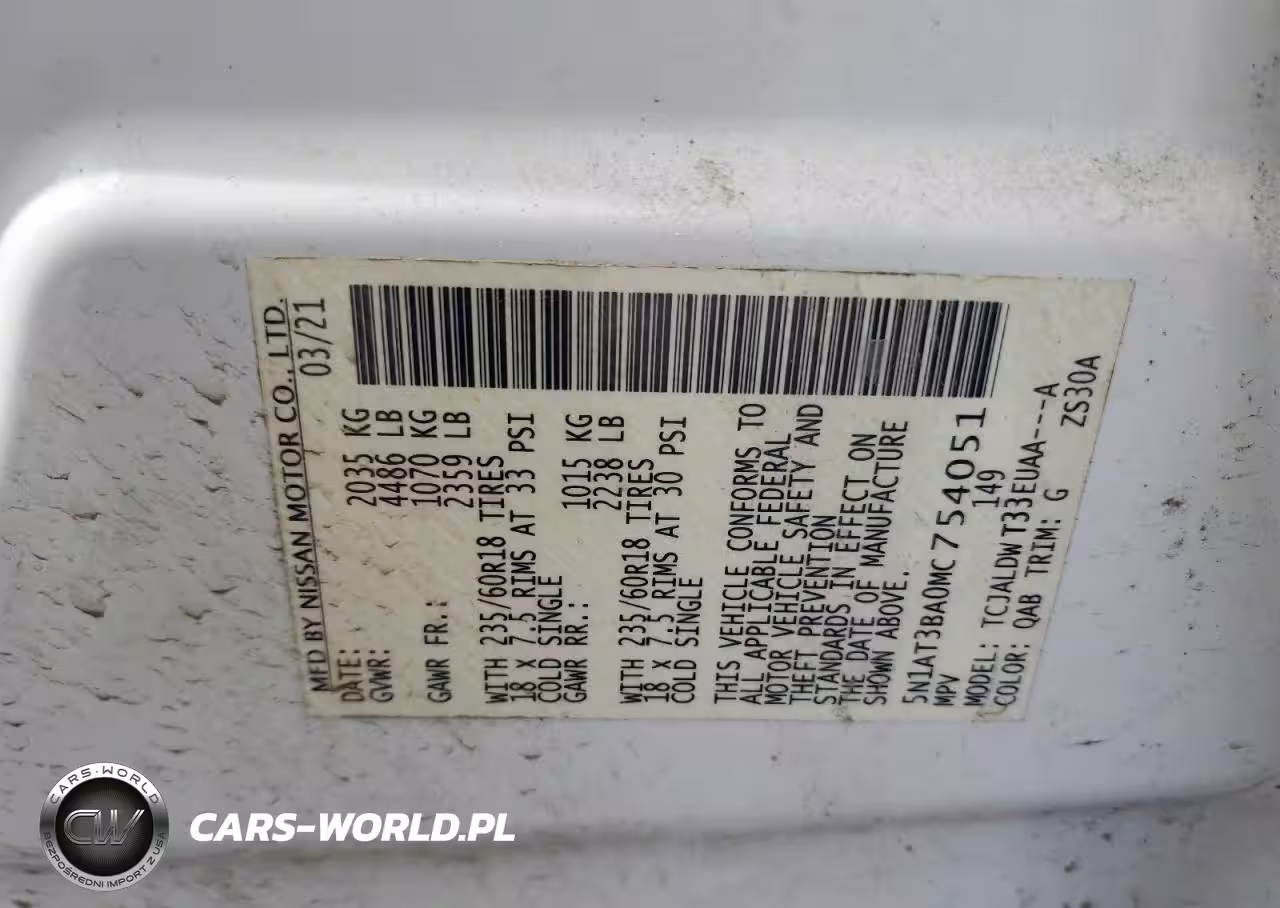 MFD BY NISSAN MOTOR CO., LTD.
DATE: 03/21
GVWR: 2035 KG
4486 LB
GAWR FR.: 1070 KG
2359 LB
WITH 235/60R18 TIRES
18 X 7.5 RIMS AT 33 PSI
COLD SINGLE
GAWR RR.: 1015 KG
2238 LB
WITH 235/60R18 TIRES
18 X 7.5 RIMS AT 30 PSI
COLD SINGLE
THIS VEHICLE CONFORMS TO
ALL APPLICABLE FEDERAL
MOTOR VEHICLE SAFETY AND
THEFT PREVENTION
STANDARDS IN EFFECT ON
THE DATE OF MANUFACTURE
SHOWN ABOVE.
5N1AT3BA0MC754051
MPV 149
MODEL: TCJALDWT33EUAA---A
COLOR: QAB TRIM: G ZS30A
CARS-WORLD
CW
BEZPOŚREDNI IMPORT Z USA
CARS-WORLD.PL